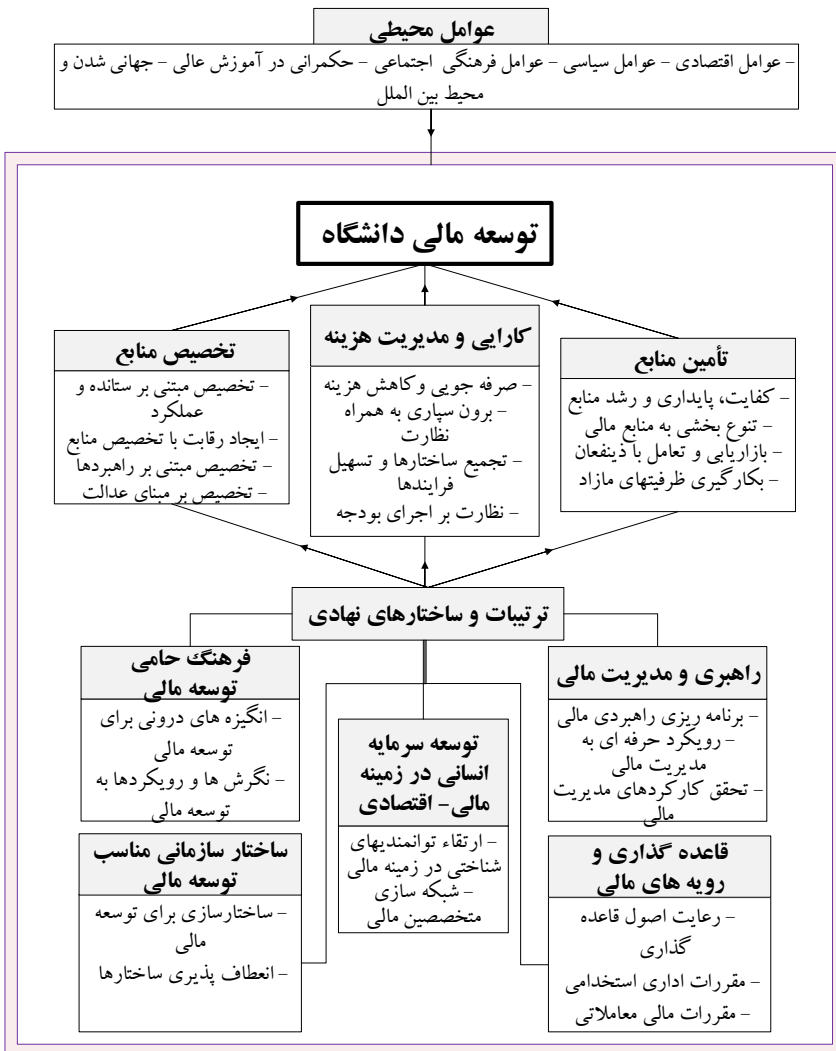 عوامل محیطی
– عوامل اقتصادی – عوامل سیاسی – عوامل فرهنگی اجتماعی – حکمرانی در آموزش عالی – جهانی شدن و
محیط بین الملل
توسعه مالی دانشگاه
تأمین منابع
– کفایت، پایداری و رشد منابع
– تنوع بخشی به منابع مالی
– بازاریابی و تعامل با ذینفعان
– بکارگیری ظرفیتهای مازاد
کارایی و مدیریت هزینه
– صرفه جویی وکاهش هزینه
– برون سپاری به همراه
نظارت
– تجمیع ساختارها و تسهیل
فرایندها
– نظارت بر اجرای بودجه
تخصیص منابع
– تخصیص مبتنی بر ستانده و
عملکرد
– ایجاد رقابت با تخصیص منابع
– تخصیص مبتنی بر راهبردها
– تخصیص بر مبنای عدالت
ترتیبات و ساختارهای نهادی
راهبری و مدیریت مالی
– برنامه ریزی راهبردی مالی
– رویکرد حرفه ای به
مدیریت مالی
– تحقق کارکردهای مدیریت
مالی
فرهنگ حامی
توسعه مالی
– انگیزه های درونی برای
توسعه مالی
– نگرش ها و رویکردها به
توسعه مالی
توسعه سرمایه
انسانی در زمینه
مالی- اقتصادی
– ارتقاء توانمندیهای
شناختی در زمینه مالی
– شبکه سازی
متخصصین مالی
قاعده گذاری و
رویه های مالی
– رعایت اصول قاعده
گذاری
– مقررات اداری استخدامی
– مقررات مالی معاملاتی
ساختار سازمانی مناسب
توسعه مالی
– ساختارسازی برای توسعه
مالی
– انعطاف پذیری ساختارها